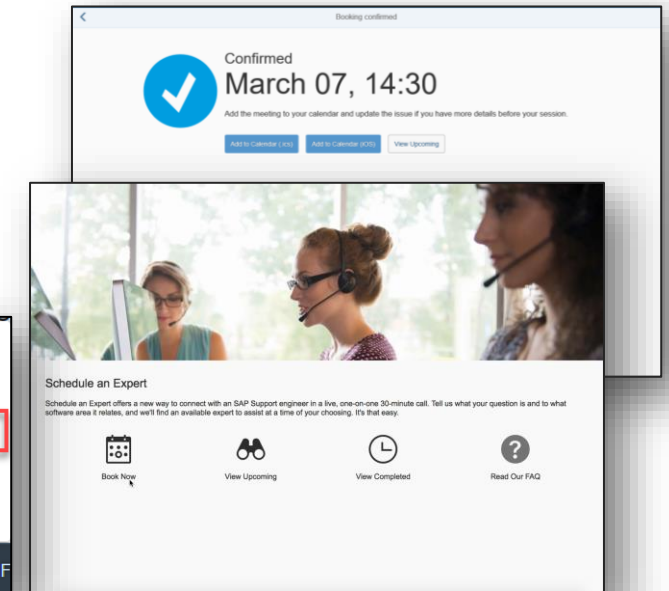 Booking confirmed
Confirmed
March 07, 14:30
Add the meeting to your calendar and update the issue if you have more details before your session.
Add to Calendar (.ics)
Add to Calendar (iOS)
View Upcoming
Schedule an Expert
Schedule an Expert offers a new way to connect with an SAP Support engineer in a live, one-on-one 30-minute call. Tell us what your question is and to what
software area it relates, and we'll find an available expert to assist at a time of your choosing. It's that easy.
Book Now
View Upcoming
View Completed
Read Our FAQ
F